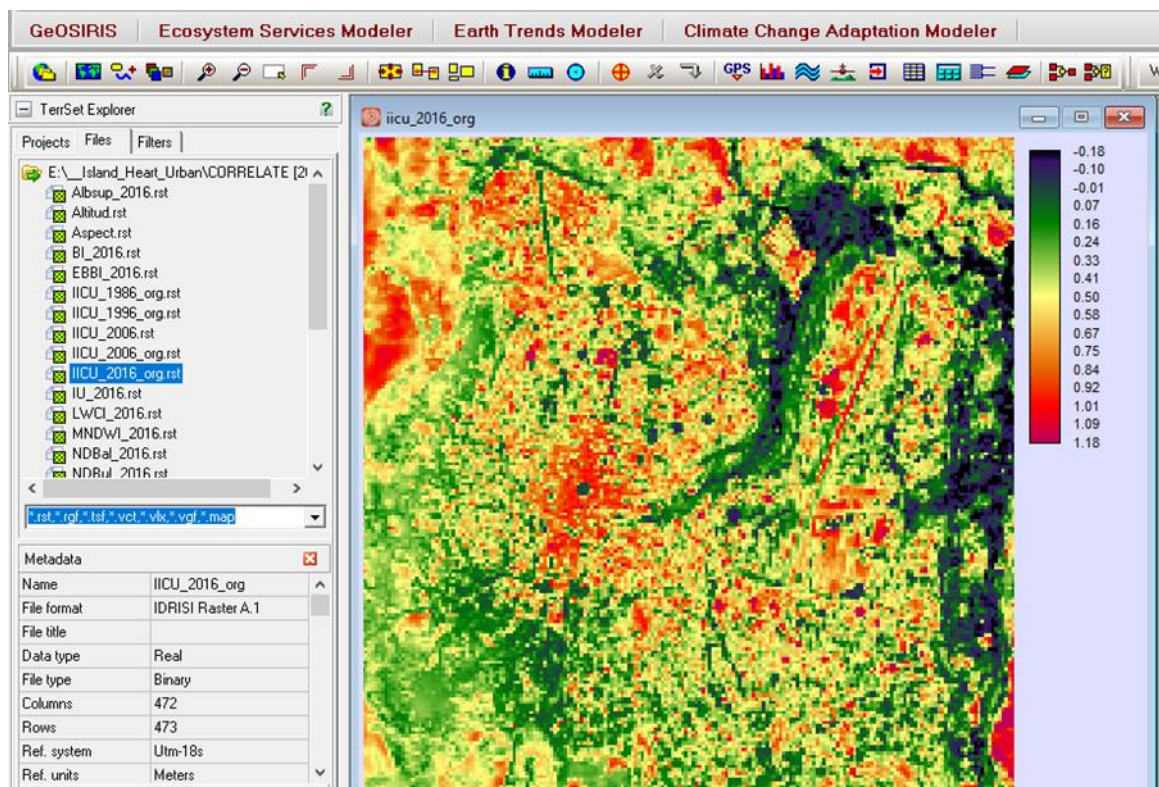 GeOSIRIS Ecosystem Services Modeler Earth Trends Modeler Climate Change Adaptation Modeler
GPS
TerrSet Explorer
Projects Files Filters
E:\__Island_Heart_Urban\CORRELATE [2
Albsup_2016.rst
Altitud.rst
Aspect.rst
BI_2016.rst
EBBI_2016.rst
IICU_1986_org.rst
IICU_1996_org.rst
IICU_2006.rst
IICU_2006_org.rst
IICU_2016_org.rst
IU_2016.rst
LWCI_2016.rst
MNDWI_2016.rst
NDBal_2016.rst
NDBuI_2016.rst
*.rst,*.rgf,*.tsf,*.vct,*.vlx,*.vgf,*.map
Metadata
Name IICU_2016_org
File format IDRISI Raster A.1
File title
Data type Real
File type Binary
Columns 472
Rows 473
Ref. system Utm-18s
Ref. units Meters
iicu_2016_org
-0.18
-0.10
-0.01
0.07
0.16
0.24
0.33
0.41
0.50
0.58
0.67
0.75
0.84
0.92
1.01
1.09
1.18